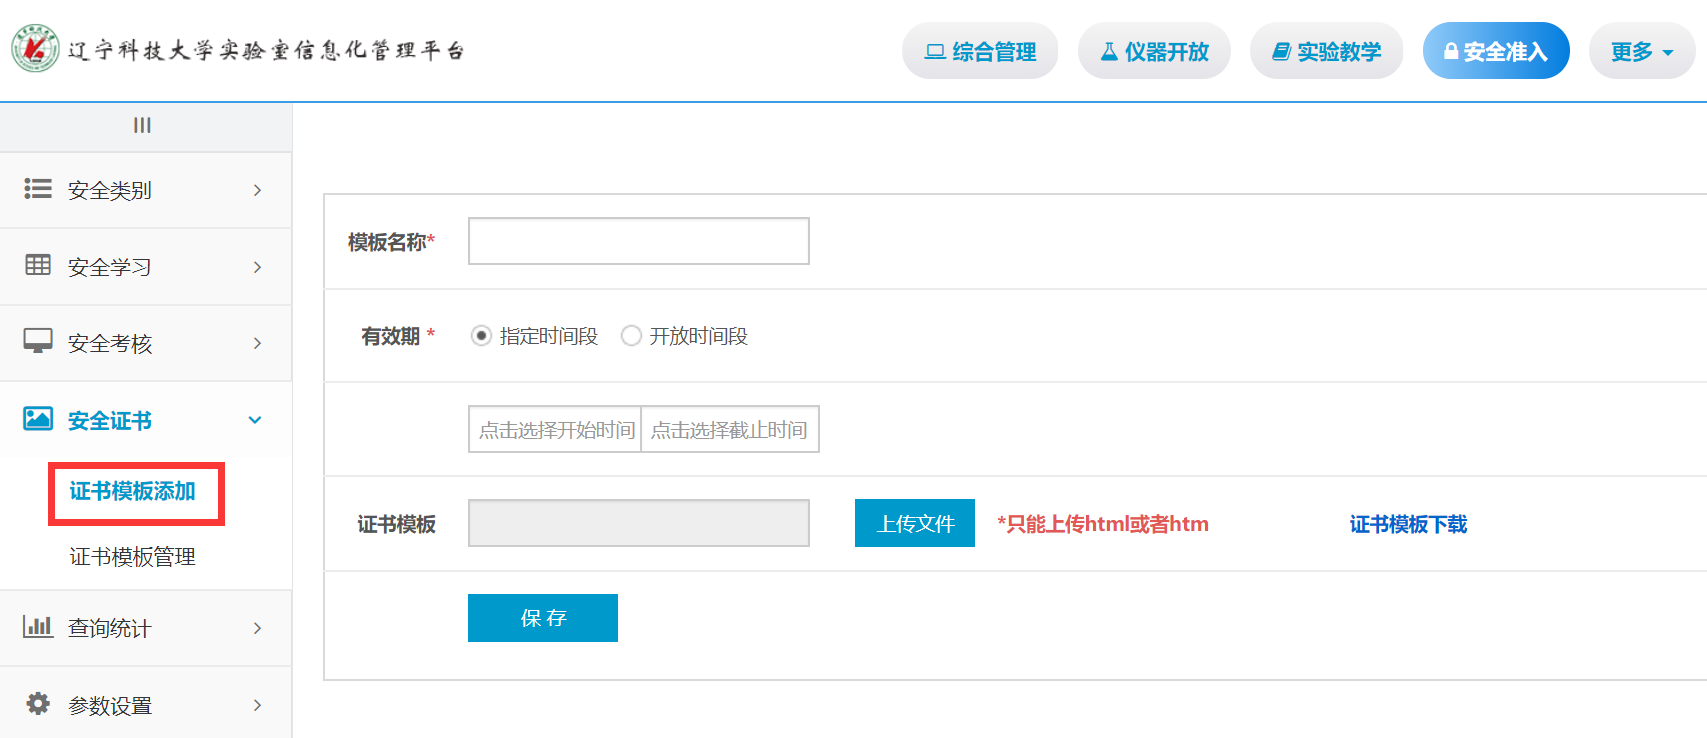 辽宁科技大学实验室信息化管理平台
综合管理
仪器开放
实验教学
安全准入
更多
安全类别
安全学习
安全考核
安全证书
证书模板添加
证书模板管理
查询统计
参数设置
模板名称*
有效期 * 指定时间段 开放时间段
点击选择开始时间 点击选择截止时间
证书模板 上传文件 *只能上传html或者htm 证书模板下载
保 存